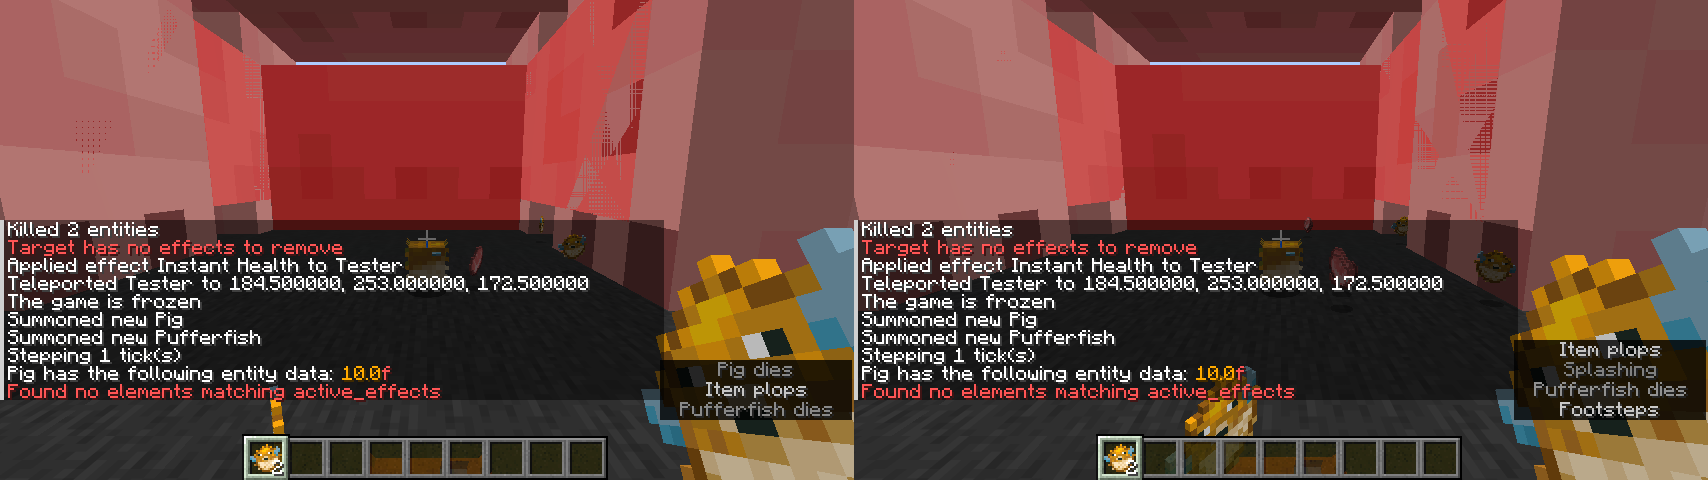 Killed 2 entities
Target has no effects to remove
Applied effect Instant Health to Tester
Teleported Tester to 184.500000, 253.000000, 172.500000
The game is frozen
Summoned new Pig
Summoned new Pufferfish
Stepping 1 tick(s)
Pig has the following entity data: 10.0f
Found no elements matching active_effects
Pig dies
Item plops
Pufferfish dies
2
Killed 2 entities
Target has no effects to remove
Applied effect Instant Health to Tester
Teleported Tester to 184.500000, 253.000000, 172.500000
The game is frozen
Summoned new Pig
Summoned new Pufferfish
Stepping 1 tick(s)
Pig has the following entity data: 10.0f
Found no elements matching active_effects
Item plops
Splashing
Pufferfish dies
Footsteps
2